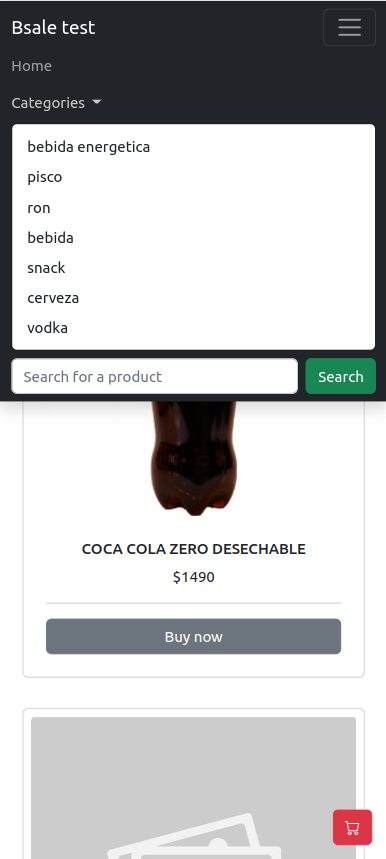 Bsale test
Home
Categories
bebida energetica
pisco
ron
bebida
snack
cerveza
vodka
Search for a product
Search
COCA COLA ZERO DESECHABLE
$1490
Buy now